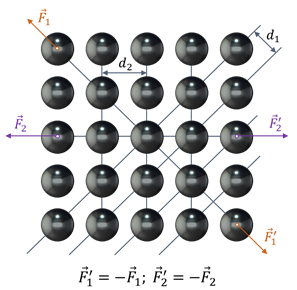 F⃗₁
d₁
d₂
F⃗₂
F⃗₂′
F⃗₁′
F⃗₁′ = −F⃗₁; F⃗₂′ = −F⃗₂